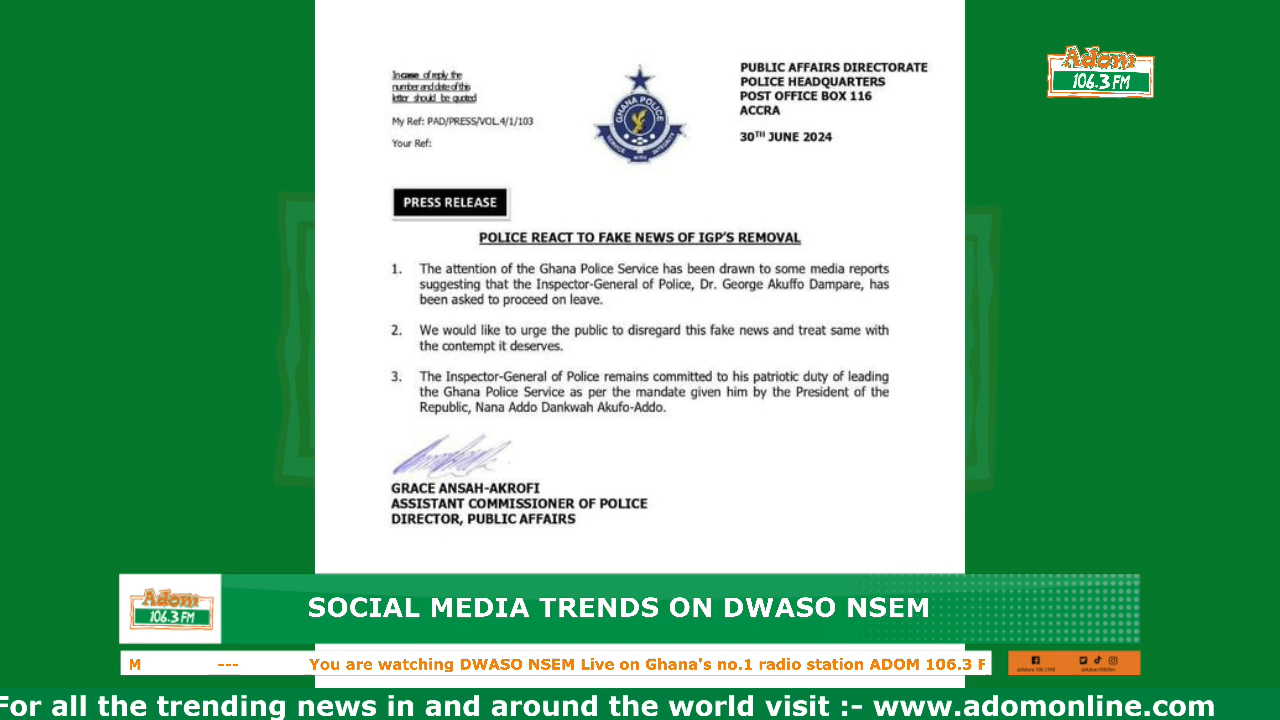 In case of reply the
number and date of this
letter should be quoted
My Ref: PAD/PRESS/VOL.4/1/103
Your Ref:
GHANA POLICE
SERVICE WITH INTEGRITY
PUBLIC AFFAIRS DIRECTORATE
POLICE HEADQUARTERS
POST OFFICE BOX 116
ACCRA
30TH JUNE 2024
Adom
106.3 FM
PRESS RELEASE
POLICE REACT TO FAKE NEWS OF IGP'S REMOVAL
1. The attention of the Ghana Police Service has been drawn to some media reports
suggesting that the Inspector-General of Police, Dr. George Akuffo Dampare, has
been asked to proceed on leave.
2. We would like to urge the public to disregard this fake news and treat same with
the contempt it deserves.
3. The Inspector-General of Police remains committed to his patriotic duty of leading
the Ghana Police Service as per the mandate given him by the President of the
Republic, Nana Addo Dankwah Akufo-Addo.
GRACE ANSAH-AKROFI
ASSISTANT COMMISSIONER OF POLICE
DIRECTOR, PUBLIC AFFAIRS
Adom
106.3 FM
SOCIAL MEDIA TRENDS ON DWASO NSEM
M --- You are watching DWASO NSEM Live on Ghana's no.1 radio station ADOM 106.3 F
For all the trending news in and around the world visit :- www.adomonline.com